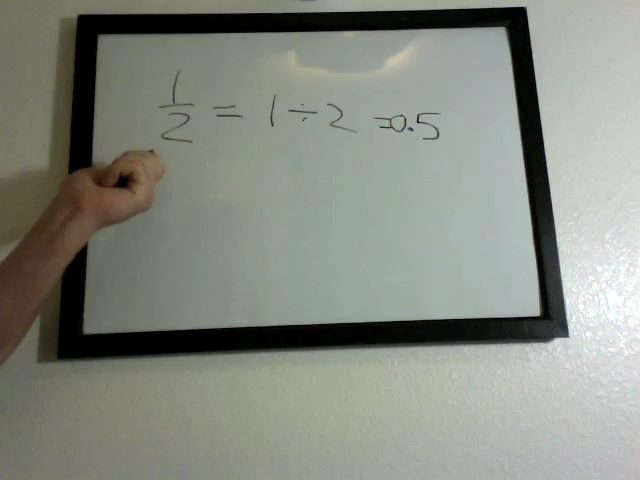 1/2 = 1 ÷ 2 = 0.5